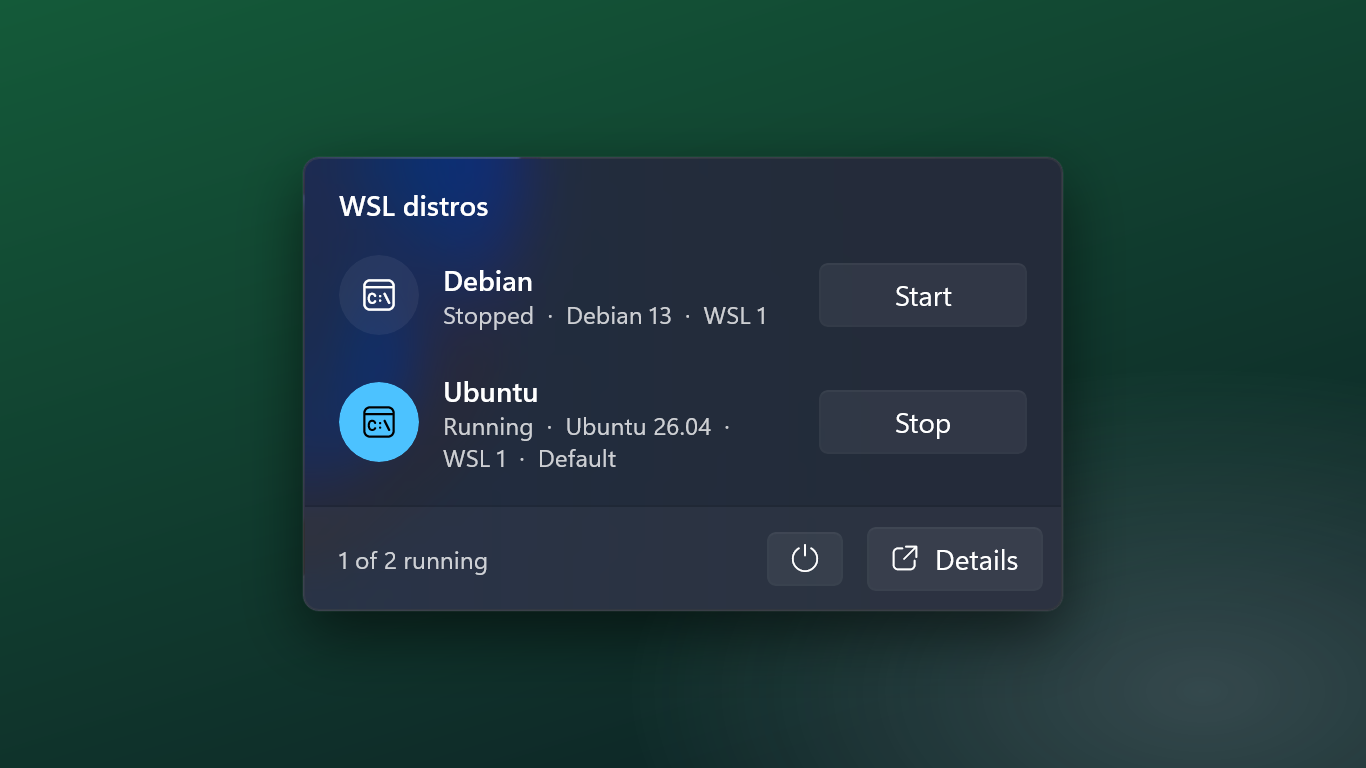 WSL distros
C:\
Debian
Stopped · Debian 13 · WSL 1
Start
C:\
Ubuntu
Running · Ubuntu 26.04 ·
WSL 1 · Default
Stop
1 of 2 running
Details